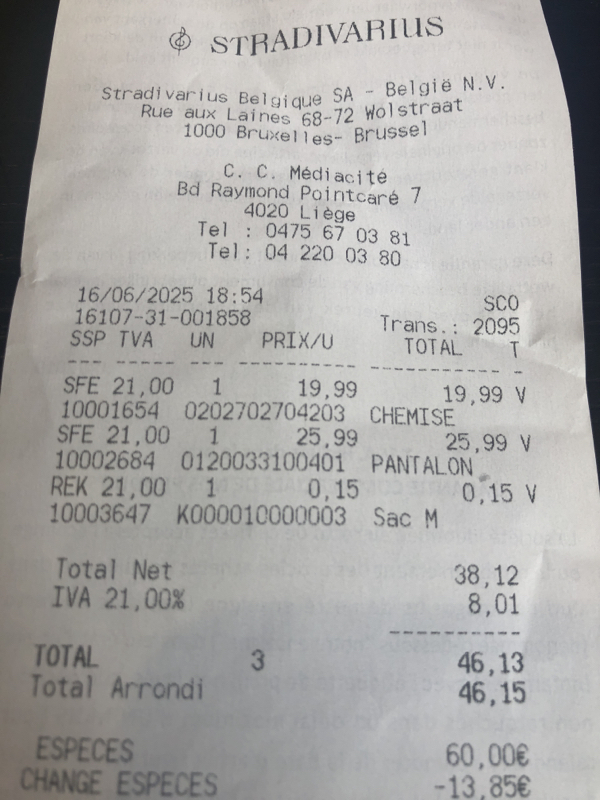 STRADIVARIUS
Stradivarius Belgique SA - België N.V.
Rue aux Laines 68-72 Wolstraat
1000 Bruxelles- Brussel
C. C. Médiacité
Bd Raymond Pointcaré 7
4020 Liège
Tel : 0475 67 03 81
Tel: 04 220 03 80
16/06/2025 18:54 SCO
16107-31-001858 Trans.: 2095
SSP TVA UN PRIX/U TOTAL T
SFE 21,00 1 19,99 19,99 V
10001654 0202702704203 CHEMISE
SFE 21,00 1 25,99 25,99 V
10002684 0120033100401 PANTALON
REK 21,00 1 0,15 0,15 V
10003647 K000010000003 Sac M
Total Net 38,12
IVA 21,00% 8,01
TOTAL 3 46,13
Total Arrondi 46,15
ESPECES 60,00€
CHANGE ESPECES -13,85€